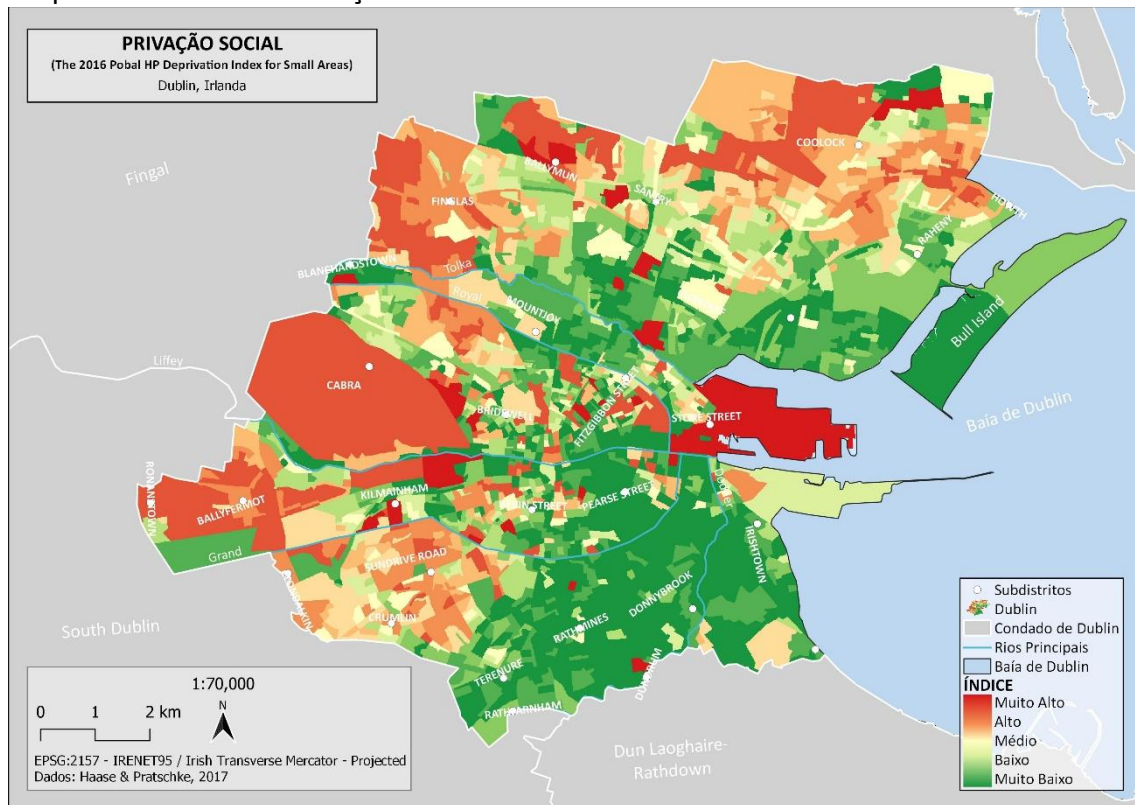 PRIVAÇÃO SOCIAL
(The 2016 Pobal HP Deprivation Index for Small Areas)
Dublin, Irlanda
Fingal
COOLOCK
BALLYMUN
SANTRY
FINGLAS
HOWTH
RAHENY
BLANCHARDSTOWN
Tolka
Royal
MOUNTJOY
Bull Island
Liffey
CABRA
BRIDEWELL
FITZGIBBON STREET
STORE STREET
Baía de Dublin
RONANSTOWN
BALLYFERMOT
KILMAINHAM
PEARSE STREET
Dodder
IRISHTOWN
Grand
SUNDRIVE ROAD
CRUMLIN
DONNYBROOK
RATHMINES
South Dublin
TERENURE
DUNDRUM
RATHFARNHAM
Dun Laoghaire-
Rathdown
1:70,000
0 1 2 km
N
EPSG:2157 - IRENET95 / Irish Transverse Mercator - Projected
Dados: Haase & Pratschke, 2017
Subdistritos
Dublin
Condado de Dublin
Rios Principais
Baía de Dublin
ÍNDICE
Muito Alto
Alto
Médio
Baixo
Muito Baixo